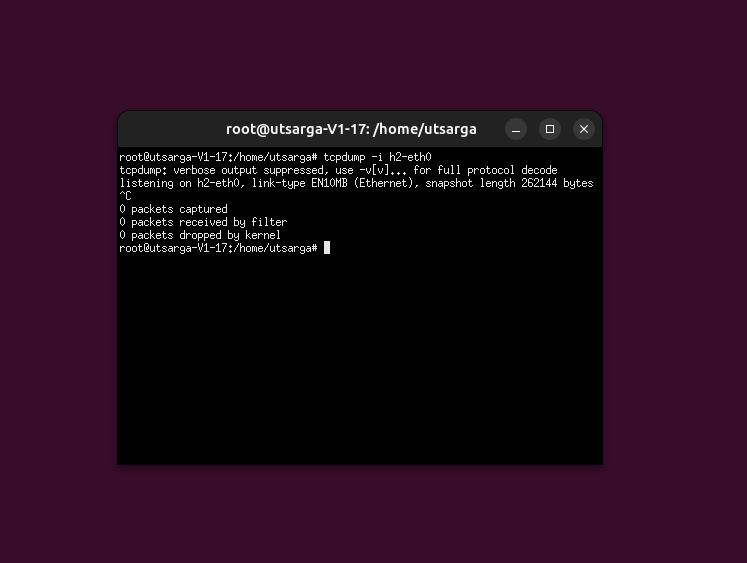 root@utsarga-V1-17: /home/utsarga
root@utsarga-V1-17:/home/utsarga# tcpdump -i h2-eth0
tcpdump: verbose output suppressed, use -v[v]... for full protocol decode
listening on h2-eth0, link-type EN10MB (Ethernet), snapshot length 262144 bytes
^C
0 packets captured
0 packets received by filter
0 packets dropped by kernel
root@utsarga-V1-17:/home/utsarga#